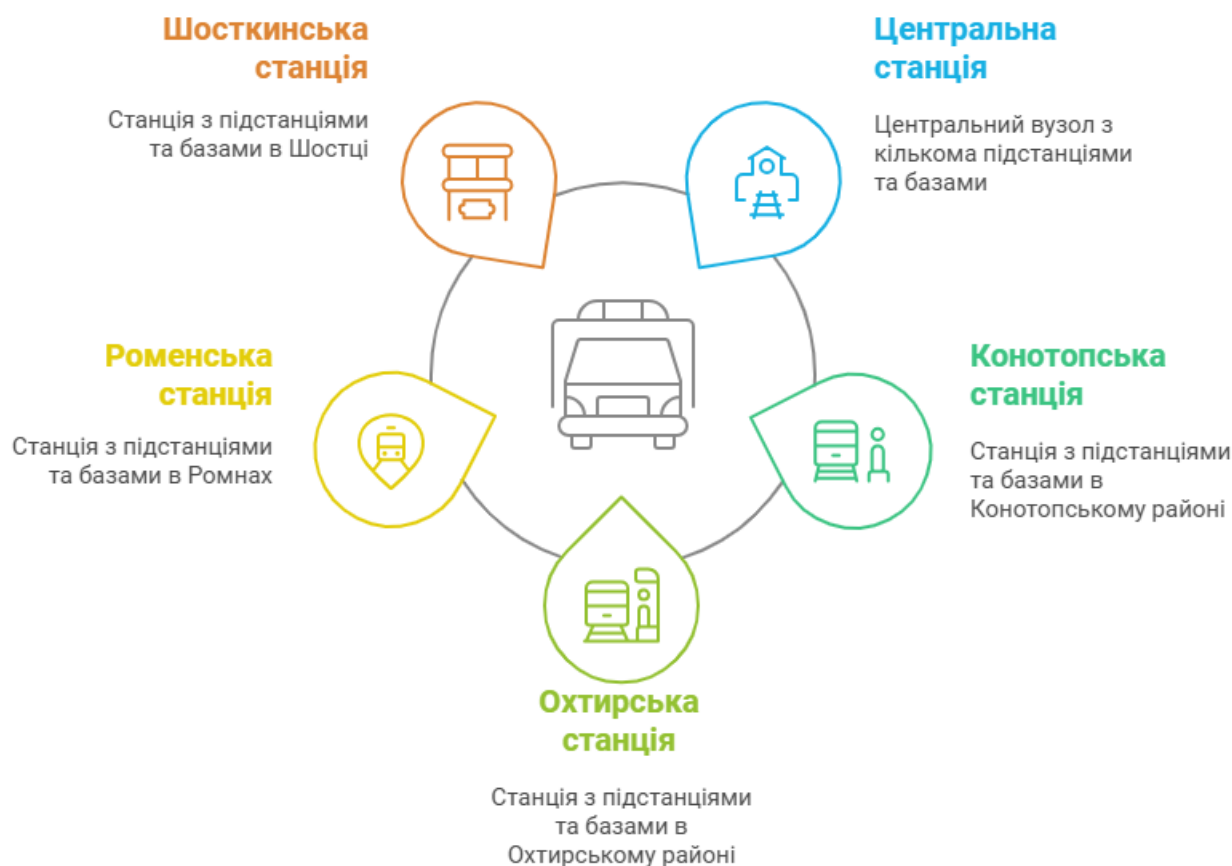 Шосткинська
станція
Станція з підстанціями
та базами в Шостці
Центральна
станція
Центральний вузол з
кількома підстанціями
та базами
Роменська
станція
Станція з підстанціями
та базами в Ромнах
Конотопська
станція
Станція з підстанціями
та базами в
Конотопському районі
Охтирська
станція
Станція з підстанціями
та базами в
Охтирському районі